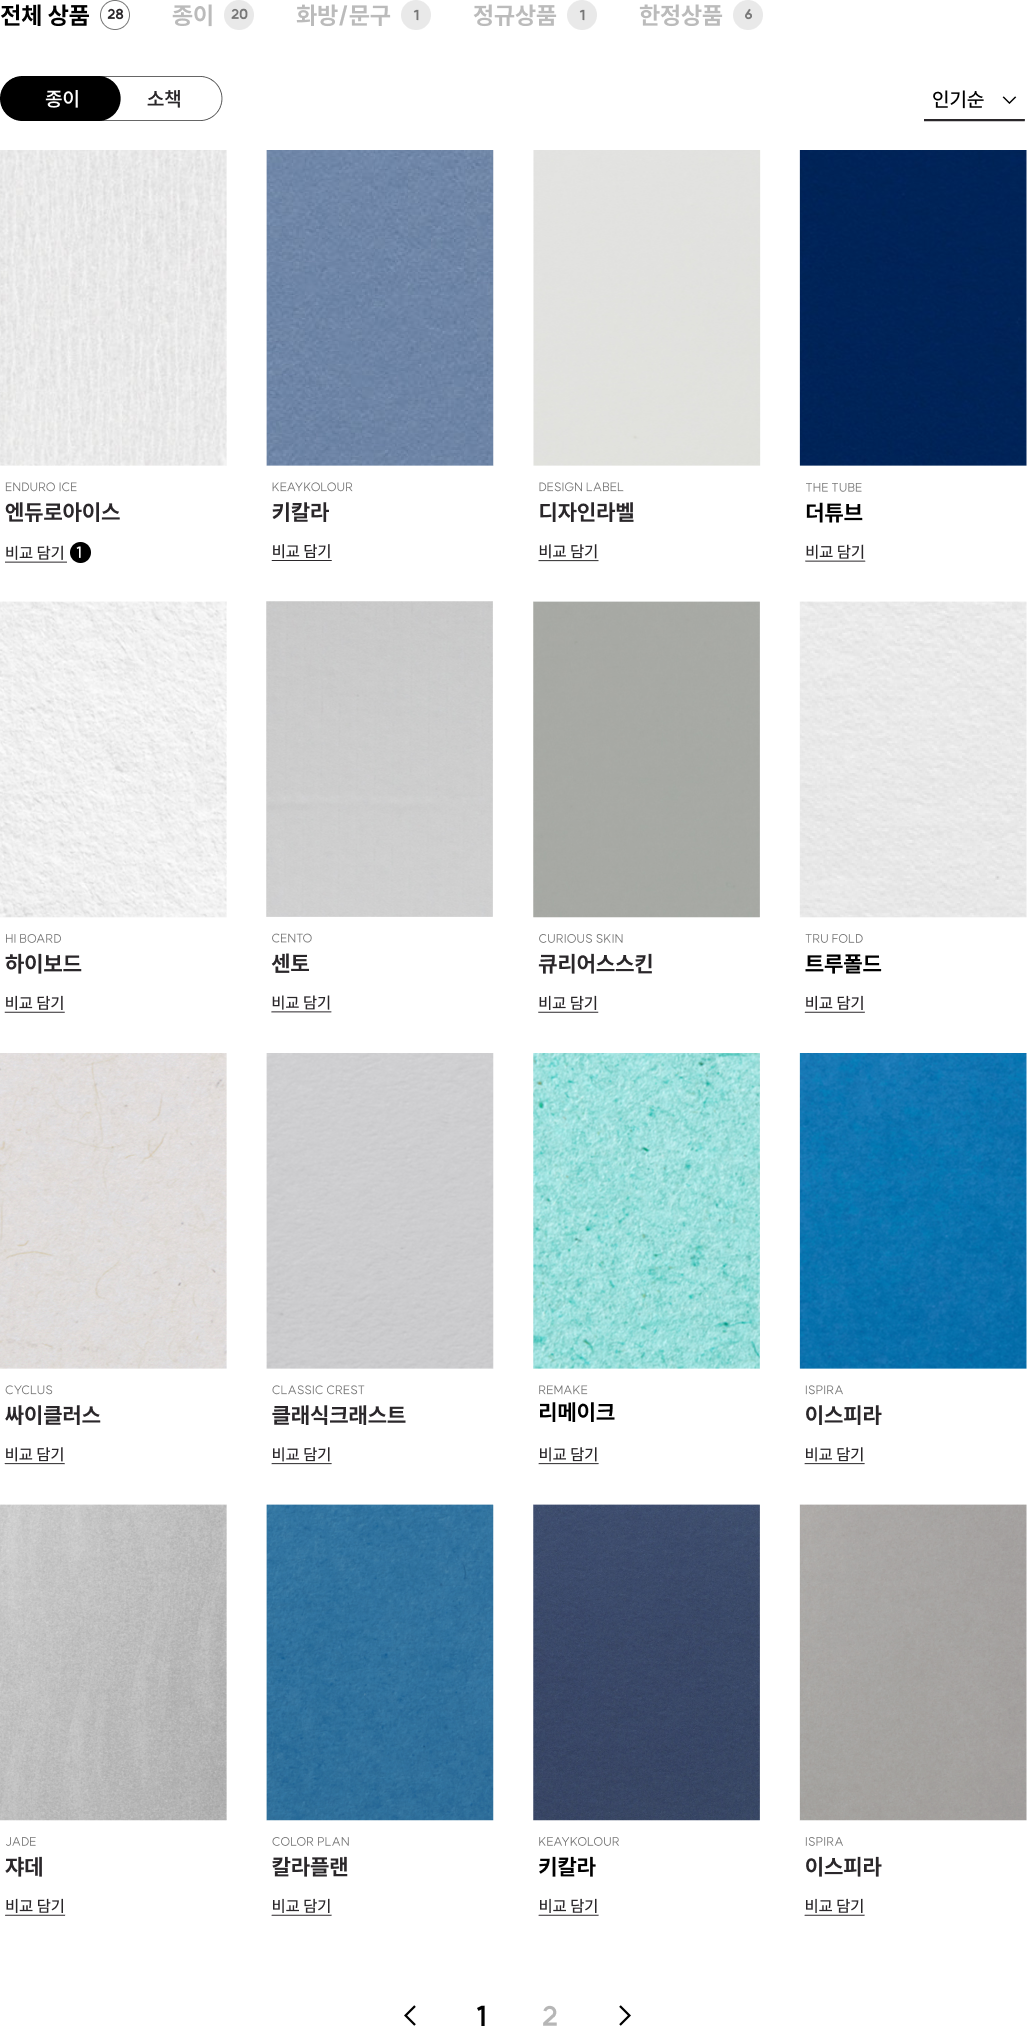 전체 상품 28 종이 20 화방/문구 1 정규상품 1 한정상품 6
종이 소책 인기순
ENDURO ICE KEAYKOLOUR DESIGN LABEL THE TUBE
엔듀로아이스 키칼라 디자인라벨 더튜브
비교 담기 1 비교 담기 비교 담기 비교 담기
HI BOARD CENTO CURIOUS SKIN TRU FOLD
하이보드 센토 큐리어스스킨 트루폴드
비교 담기 비교 담기 비교 담기 비교 담기
CYCLUS CLASSIC CREST REMAKE ISPIRA
싸이클러스 클래식크래스트 리메이크 이스피라
비교 담기 비교 담기 비교 담기 비교 담기
JADE COLOR PLAN KEAYKOLOUR ISPIRA
쟈데 칼라플랜 키칼라 이스피라
비교 담기 비교 담기 비교 담기 비교 담기
1 2